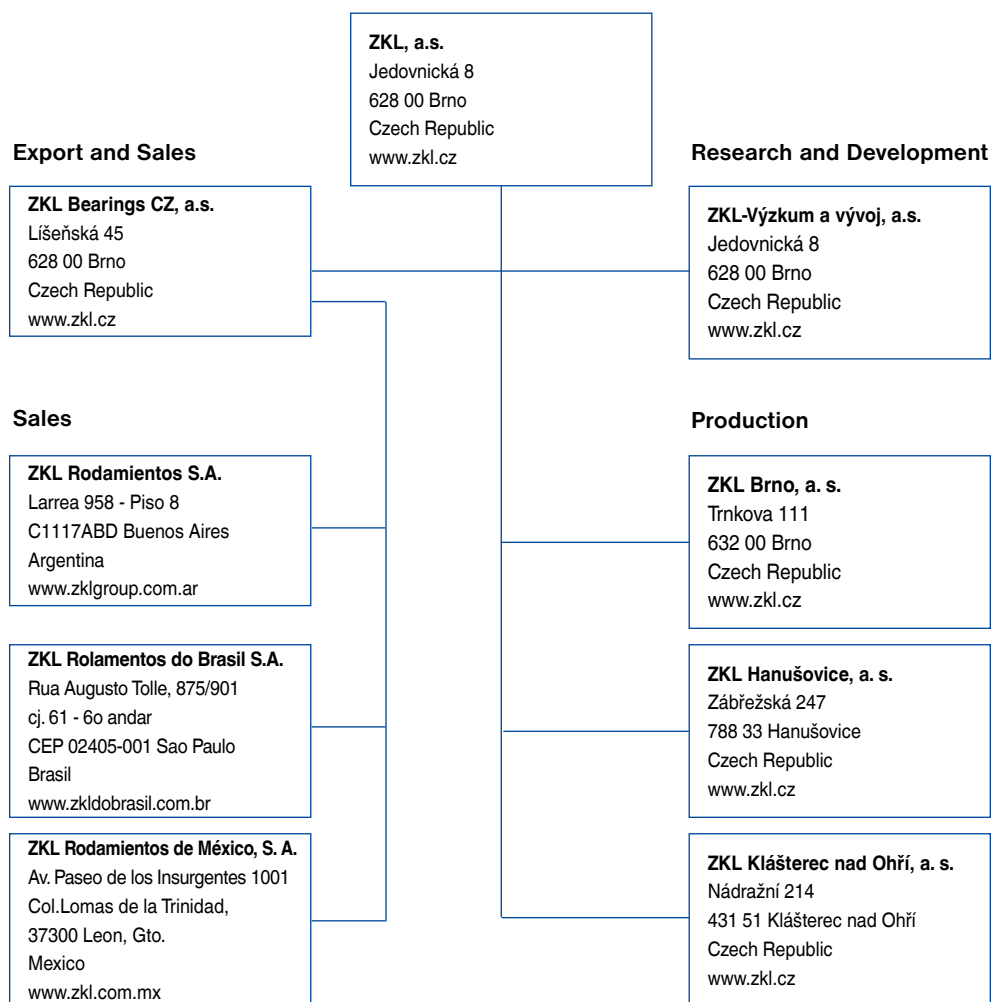 ZKL, a.s.
Jedovnická 8
628 00 Brno
Czech Republic
www.zkl.cz
Export and Sales
ZKL Bearings CZ, a.s.
Líšeňská 45
628 00 Brno
Czech Republic
www.zkl.cz
Research and Development
ZKL-Výzkum a vývoj, a.s.
Jedovnická 8
628 00 Brno
Czech Republic
www.zkl.cz
Sales
ZKL Rodamientos S.A.
Larrea 958 - Piso 8
C1117ABD Buenos Aires
Argentina
www.zklgroup.com.ar
ZKL Rolamentos do Brasil S.A.
Rua Augusto Tolle, 875/901
cj. 61 - 6o andar
CEP 02405-001 Sao Paulo
Brasil
www.zkldobrasil.com.br
ZKL Rodamientos de México, S. A.
Av. Paseo de los Insurgentes 1001
Col.Lomas de la Trinidad,
37300 Leon, Gto.
Mexico
www.zkl.com.mx
Production
ZKL Brno, a. s.
Trnkova 111
632 00 Brno
Czech Republic
www.zkl.cz
ZKL Hanušovice, a. s.
Zábřežská 247
788 33 Hanušovice
Czech Republic
www.zkl.cz
ZKL Klášterec nad Ohří, a. s.
Nádražní 214
431 51 Klášterec nad Ohří
Czech Republic
www.zkl.cz